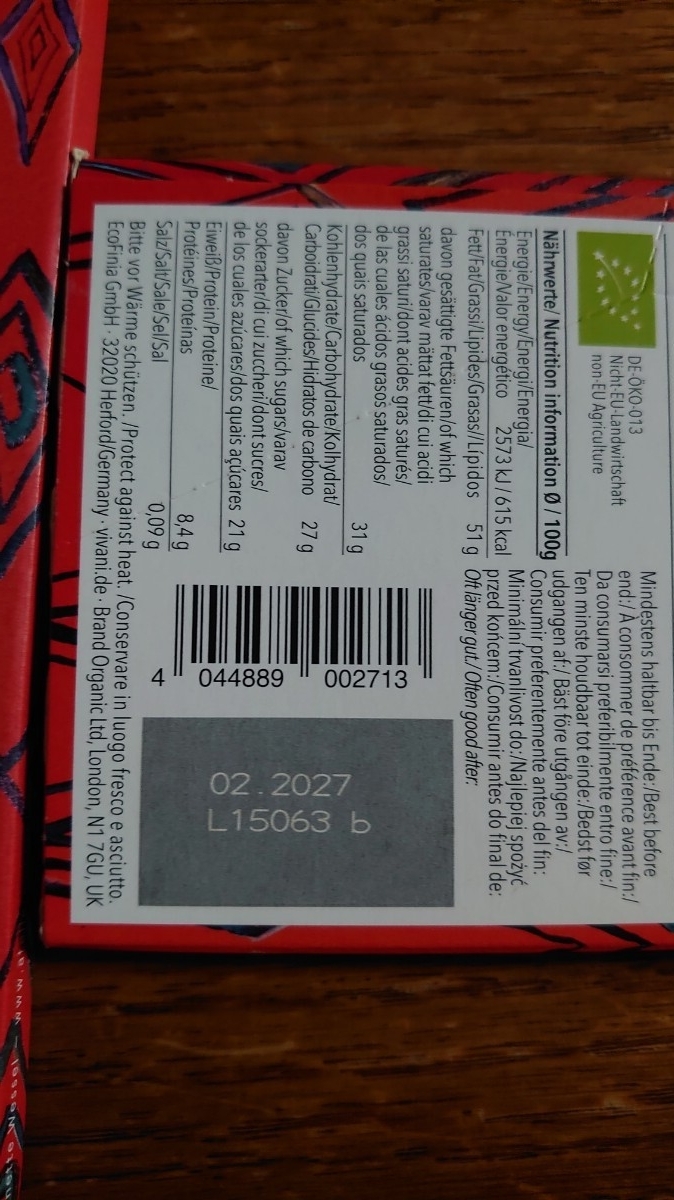 DE-ÖKO-013
Nicht-EU-Landwirtschaft
non-EU Agriculture
Nährwerte/ Nutrition information Ø / 100g
Energie/Energy/Energi/Energia/
Énergie/Valor energético 2573 kJ / 615 kcal
Fett/Fat/Grassi/Lipides/Grasas//Lípidos 51 g
davon gesättigte Fettsäuren/of which
saturates/varav mättat fett/di cui acidi
grassi saturi/dont acides gras saturés/
de las cuales ácidos grasos saturados/
dos quais saturados 31 g
Kohlenhydrate/Carbohydrate/Kolhydrat/
Carboidrati/Glucides/Hidratos de carbono 27 g
davon Zucker/of which sugars/varav
sockerarter/di cui zuccheri/dont sucres/
de los cuales azúcares/dos quais açúcares 21 g
Eiweiß/Protein/Proteine/
Protéines/Proteínas 8,4 g
Salz/Salt/Sale/Sel/Sal 0,09 g
Mindestens haltbar bis Ende:/Best before
end:/ À consommer de préférence avant fin:/
Da consumarsi preferibilmente entro fine:/
Ten minste houdbaar tot einde:/Bedst før
udgangen af:/ Bäst före utgången av:/
Consumir preferentemente antes del fin:
Minimální trvanlivost do:/Najlepiej spożyć
przed końcem:/Consumir antes do final de:
Oft länger gut./ Often good after:
4 044889 002713
02.2027
L15063 b
Bitte vor Wärme schützen. /Protect against heat. /Conservare in luogo fresco e asciutto.
EcoFinia GmbH · 32020 Herford/Germany · vivani.de · Brand Organic Ltd, London, N1 7GU, UK